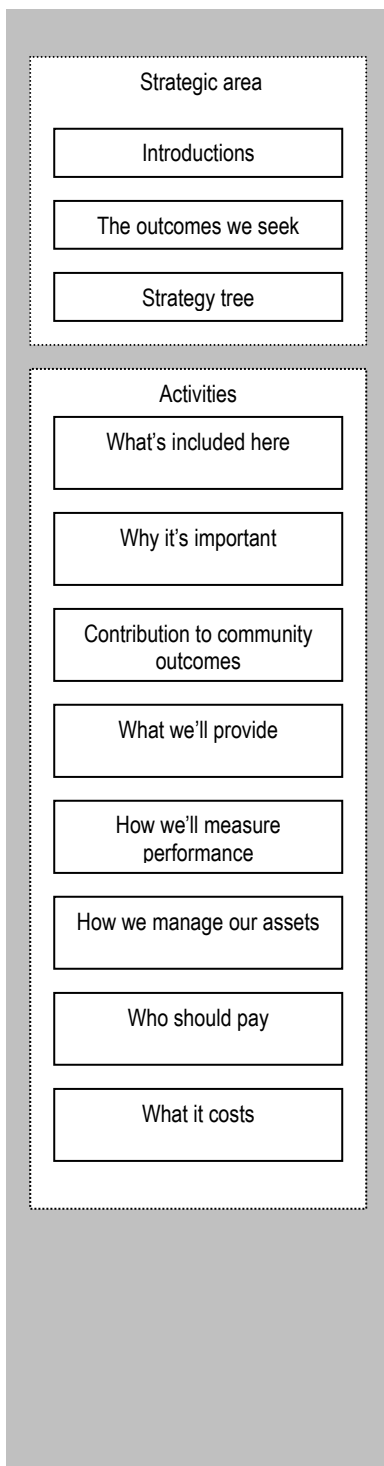 Strategic area
Introductions
The outcomes we seek
Strategy tree
Activities
What’s included here
Why it’s important
Contribution to community
outcomes
What we’ll provide
How we’ll measure
performance
How we manage our assets
Who should pay
What it costs